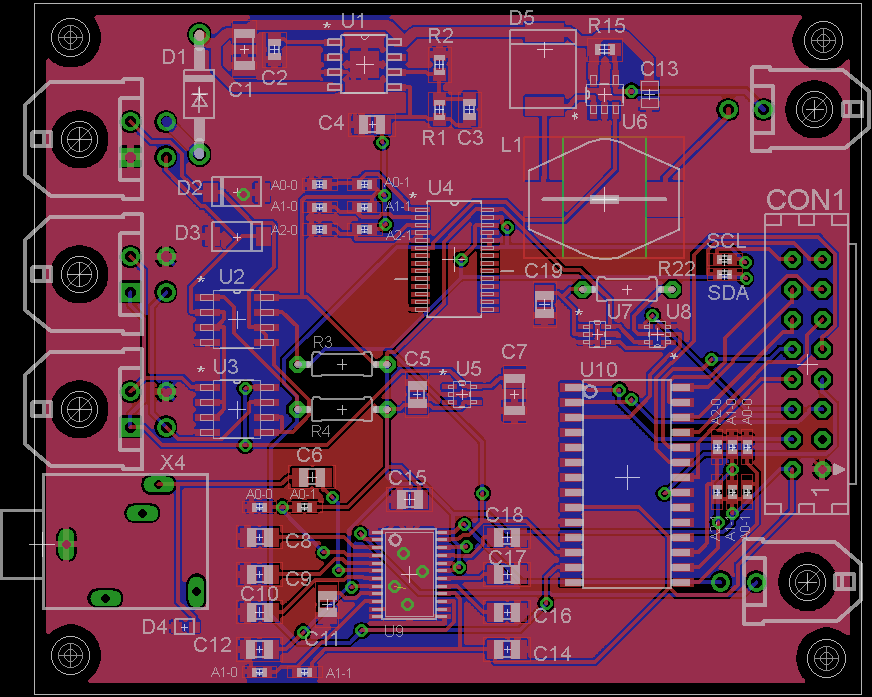 U1
D5
R15
R2
D1
C1
C2
C13
C4
R1
C3
U6
L1
D2
A0-0
A0-1
A1-0
A1-1
A2-0
A2-1
U4
CON1
D3
SCL
SDA
U2
C19
R22
U7
U8
R3
C5
U5
C7
U3
U10
R4
A2-0
A1-0
A0-0
X4
C6
C15
A0-0
A0-1
1
C18
A1-1
A0-1
C8
C17
C9
C10
C11
C16
D4
U9
C12
C14
A1-0
A1-1